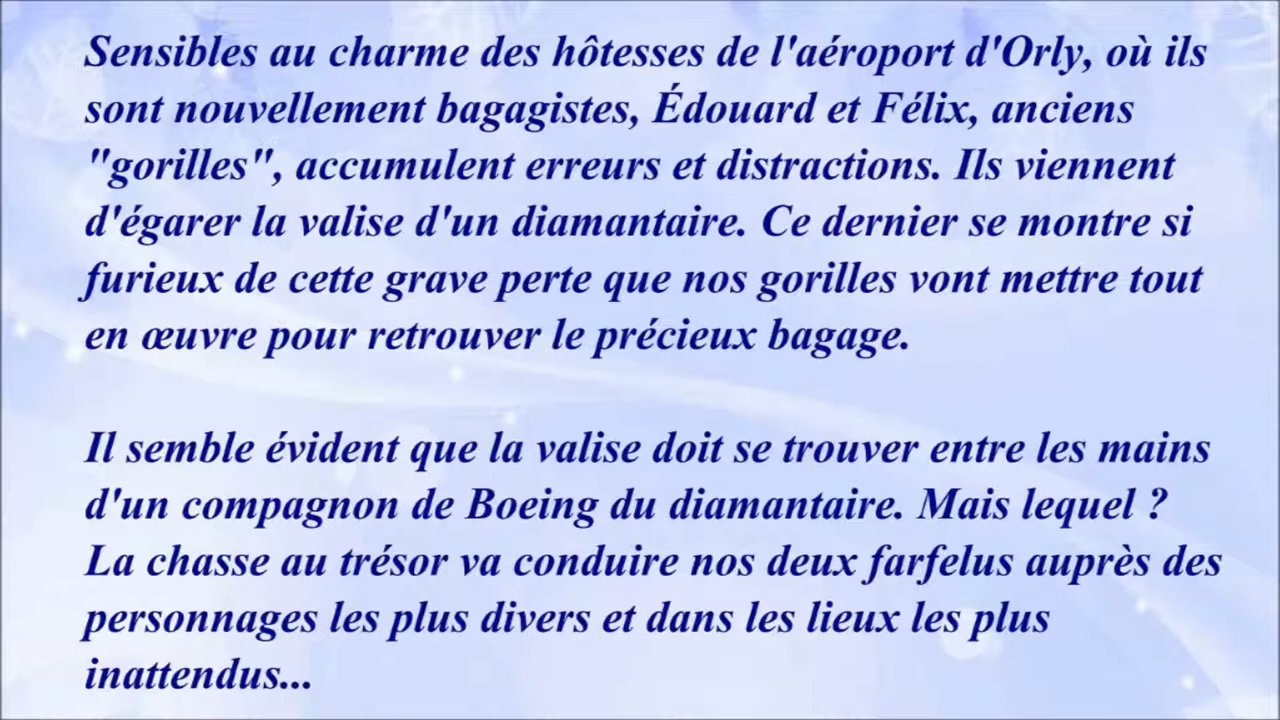 Sensibles au charme des hôtesses de l'aéroport d'Orly, où ils
sont nouvellement bagagistes, Édouard et Félix, anciens
"gorilles", accumulent erreurs et distractions. Ils viennent
d'égarer la valise d'un diamantaire. Ce dernier se montre si
furieux de cette grave perte que nos gorilles vont mettre tout
en œuvre pour retrouver le précieux bagage.
Il semble évident que la valise doit se trouver entre les mains
d'un compagnon de Boeing du diamantaire. Mais lequel ?
La chasse au trésor va conduire nos deux farfelus auprès des
personnages les plus divers et dans les lieux les plus
inattendus...